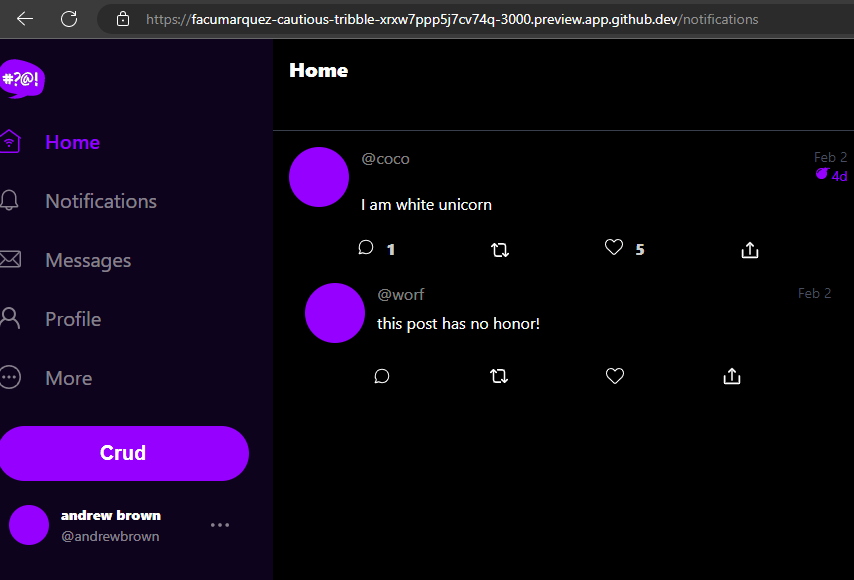 https://facumarquez-cautious-tribble-xrxw7ppp5j7cv74q-3000.preview.app.github.dev/notifications
#?@!
Home
Notifications
Messages
Profile
More
Crud
andrew brown
@andrewbrown
Home
@coco
Feb 2
4d
I am white unicorn
1
5
@worf
Feb 2
this post has no honor!